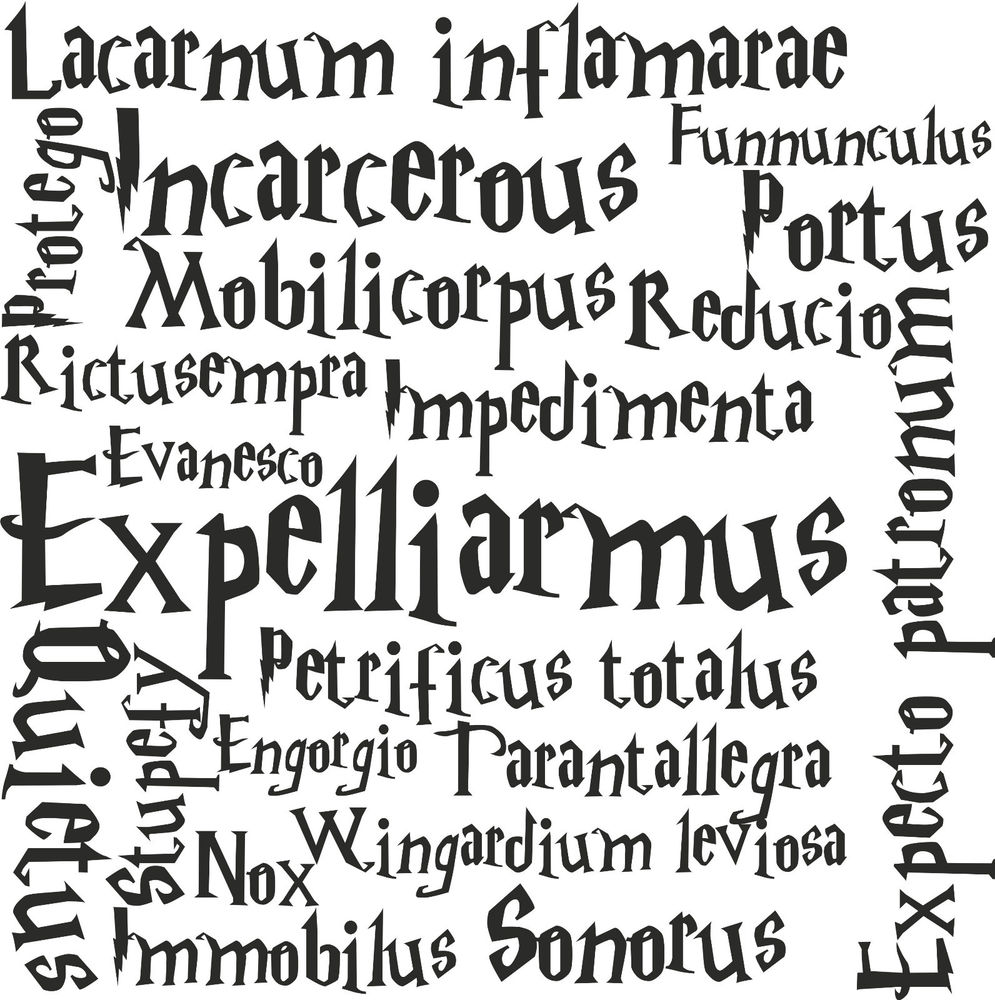 Lacarnum inflamarae
Protego
Incarcerous
Funnunculus
Portus
Mobilicorpus
Reducio
Rictusempra
Impedimenta
Evanesco
Expelliarmus
Expecto patronum
Quietus
Stupefy
Petrificus totalus
Engorgio
Tarantallegra
Nox
Wingardium leviosa
Immobilus
Sonorus